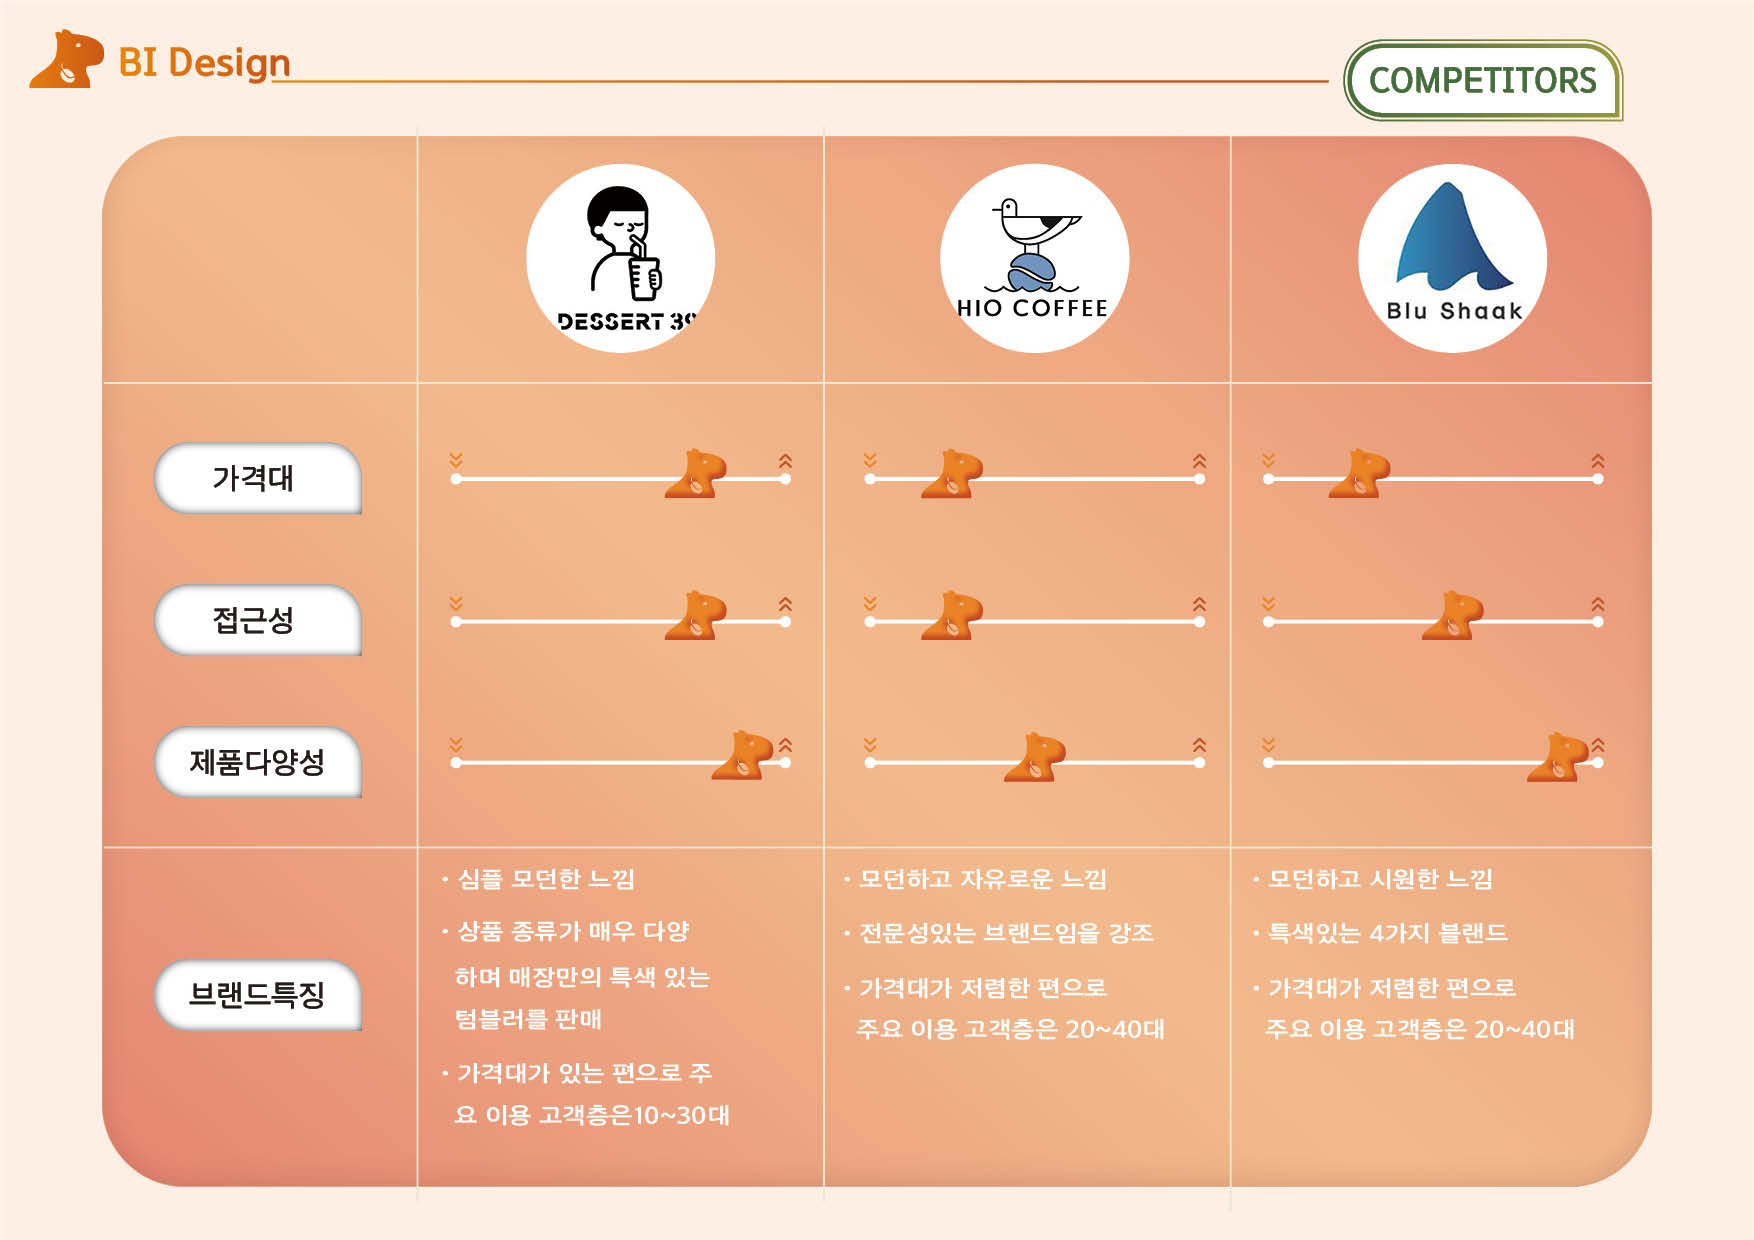 BI Design
COMPETITORS
DESSERT 39
HIO COFFEE
Blu Shaak
가격대
접근성
제품다양성
브랜드특징
· 심플 모던한 느낌
· 상품 종류가 매우 다양
하며 매장만의 특색 있는
텀블러를 판매
· 가격대가 있는 편으로 주
요 이용 고객층은10~30대
· 모던하고 자유로운 느낌
· 전문성있는 브랜드임을 강조
· 가격대가 저렴한 편으로
주요 이용 고객층은 20~40대
· 모던하고 시원한 느낌
· 특색있는 4가지 블랜드
· 가격대가 저렴한 편으로
주요 이용 고객층은 20~40대